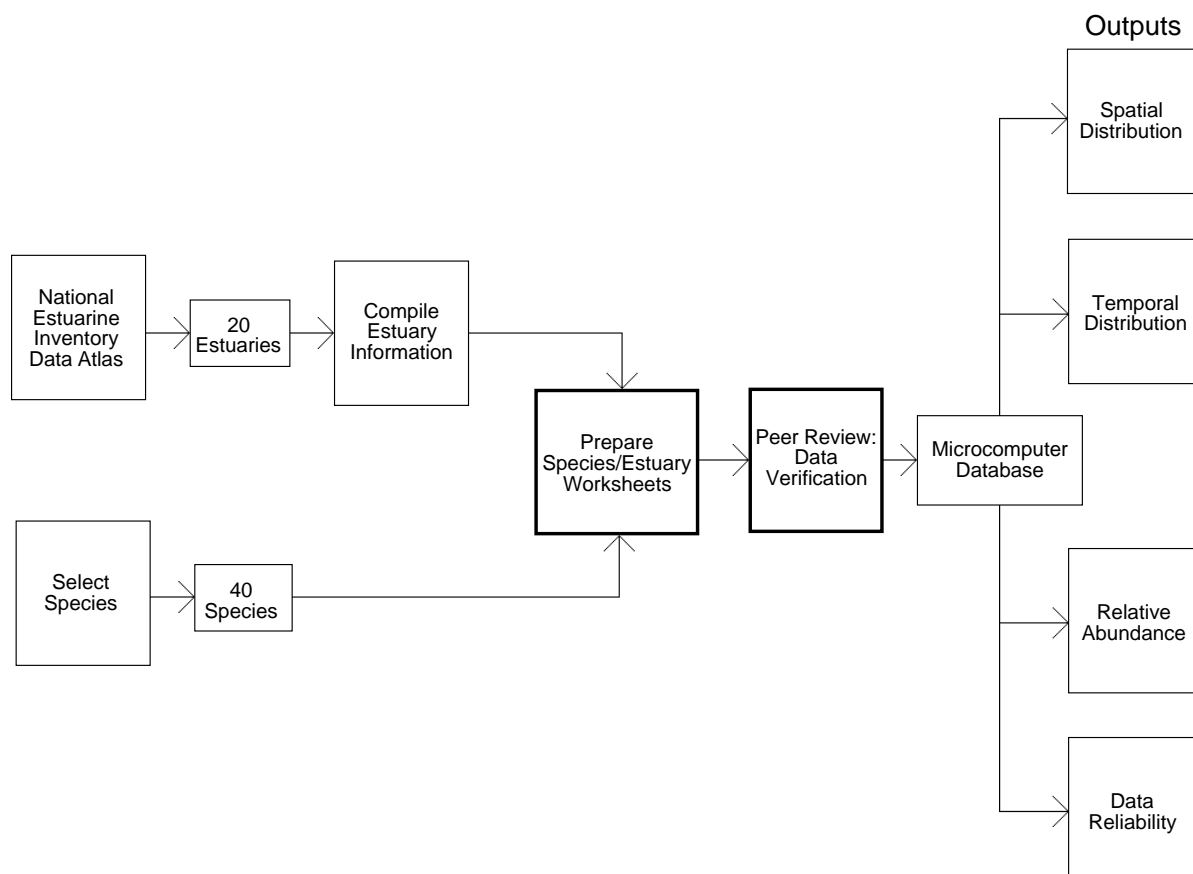 Outputs
Spatial
Distribution
National
Estuarine
Inventory
Data Atlas
20
Estuaries
Compile
Estuary
Information
Temporal
Distribution
Prepare
Species/Estuary
Worksheets
Peer Review:
Data
Verification
Microcomputer
Database
Select
Species
40
Species
Relative
Abundance
Data
Reliability